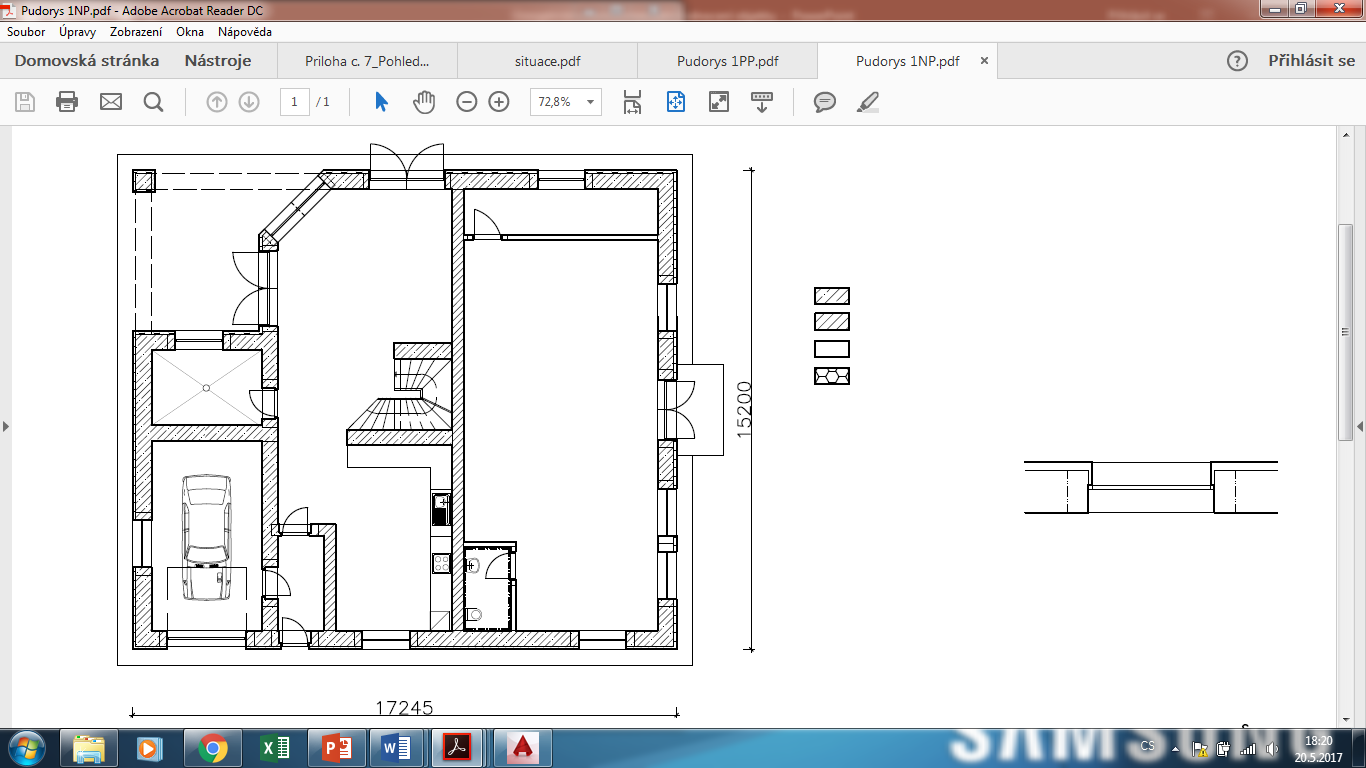 Pudorys 1NP.pdf - Adobe Acrobat Reader DC
Soubor Úpravy Zobrazení Okna Nápověda
Domovská stránka Nástroje Priloha c. 7_Pohled... situace.pdf Pudorys 1PP.pdf Pudorys 1NP.pdf × ? Přihlásit se
1 / 1 72,8%
15200
17245
SAMSUNG
CS 18:20
20.5.2017